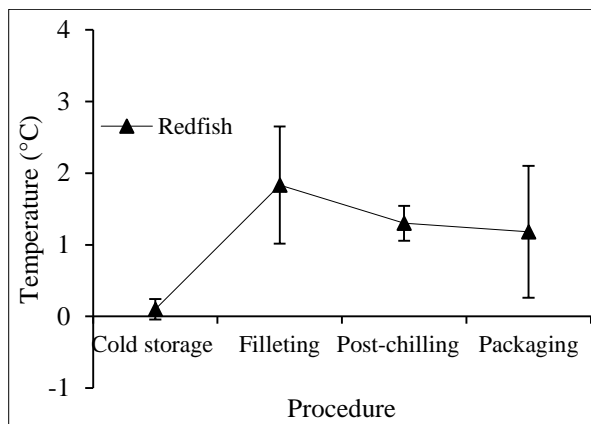 Temperature (°C)
4
3
2
1
0
-1
Redfish
Cold storage
Filleting
Post-chilling
Packaging
Procedure